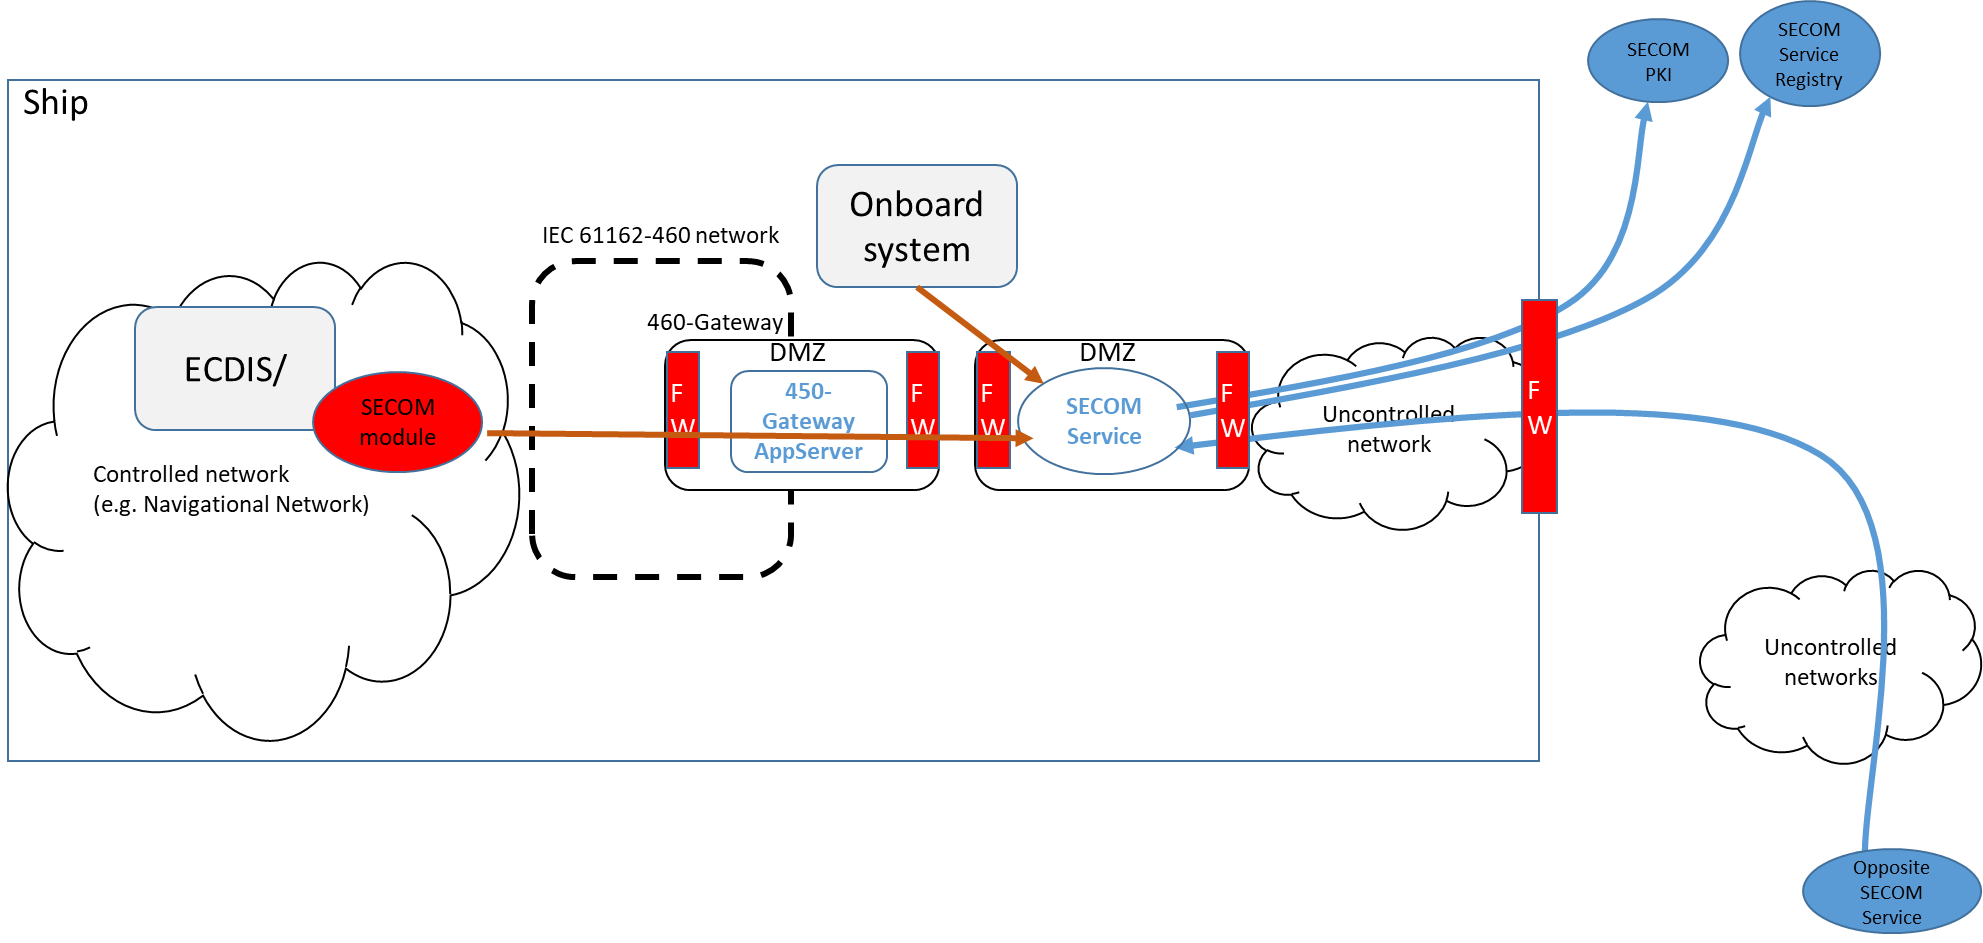 SECOM
PKI
SECOM
Service
Registry
Ship
Onboard
system
IEC 61162-460 network
460-Gateway
DMZ
DMZ
ECDIS/
SECOM
module
Controlled network
(e.g. Navigational Network)
F
W
450-
Gateway
AppServer
F
W
F
W
SECOM
Service
F
W
Uncontrolled
network
F
W
Uncontrolled
networks
Opposite
SECOM
Service